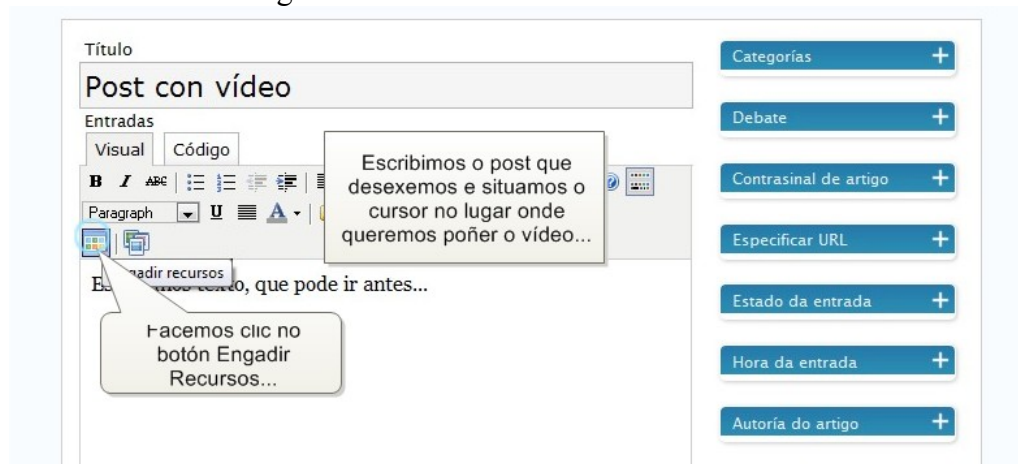 Título
Post con vídeo
Entradas
Visual Código
Escribimos o post que
desexemos e situamos o
cursor no lugar onde
queremos poñer o vídeo...
B I ABC
Paragraph U A
recursos
que pode ir antes...
Facemos clic no
botón Engadir
Recursos...
Categorías
Debate
Contrasinal de artigo
Especificar URL
Estado da entrada
Hora da entrada
Autoría do artigo